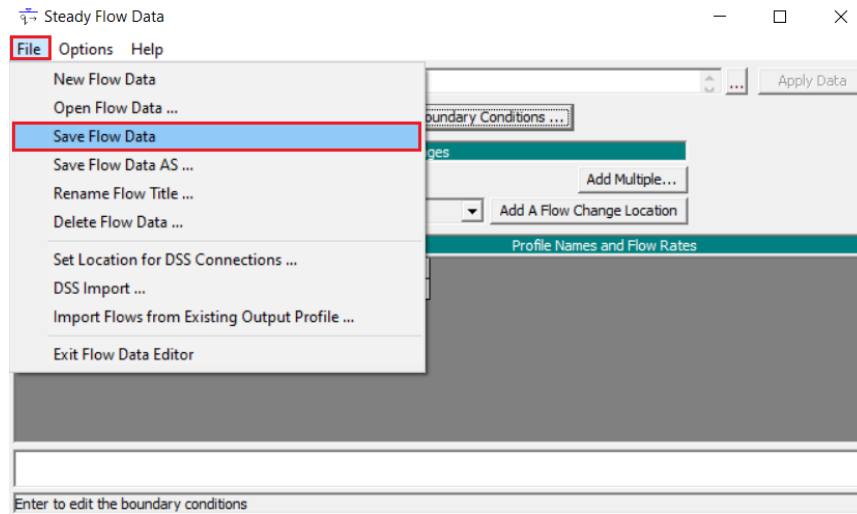 Steady Flow Data
File Options Help
New Flow Data
Open Flow Data ...
Save Flow Data
Save Flow Data AS ...
Rename Flow Title ...
Delete Flow Data ...
Set Location for DSS Connections ...
DSS Import ...
Import Flows from Existing Output Profile ...
Exit Flow Data Editor
... Apply Data
oundary Conditions ...
ges
Add Multiple...
Add A Flow Change Location
Profile Names and Flow Rates
Enter to edit the boundary conditions